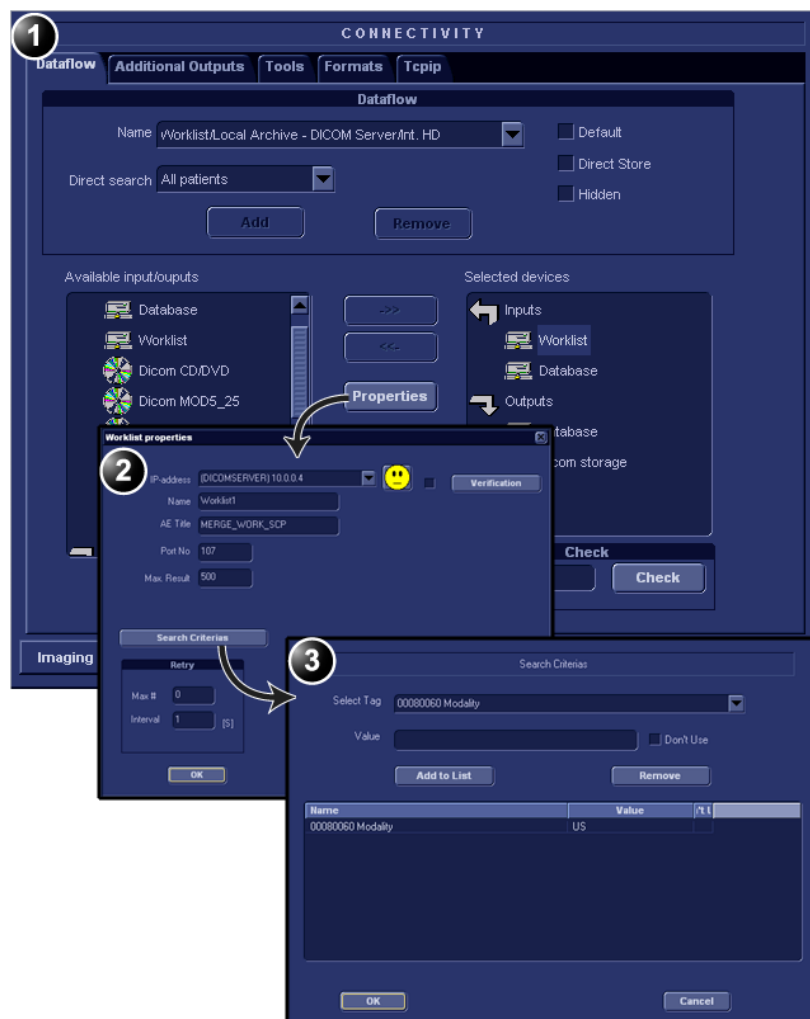 1
CONNECTIVITY
Dataflow Additional Outputs Tools Formats Tcpip
Dataflow
Name Worklist/Local Archive - DICOM Server/Int. HD
Default
Direct Store
Hidden
Direct search All patients
Add Remove
Available input/ouputs
Database
Worklist
Dicom CD/DVD
Dicom MOD5_25
->>
<<-
Properties
Selected devices
Inputs
Worklist
Database
Outputs
tabase
com storage
Check
Check
Imaging
2
Worklist properties
IP-address (DICOMSERVER) 10.0.0.4 Verification
Name Worklist1
AE Title MERGE_WORK_SCP
Port No 107
Max. Result 500
Search Criterias
Retry
Max # 0
Interval 1 [S]
OK
3
Search Criterias
Select Tag 00080060 Modality
Value Don't Use
Add to List Remove
Name Value 't U
00080060 Modality US
OK Cancel